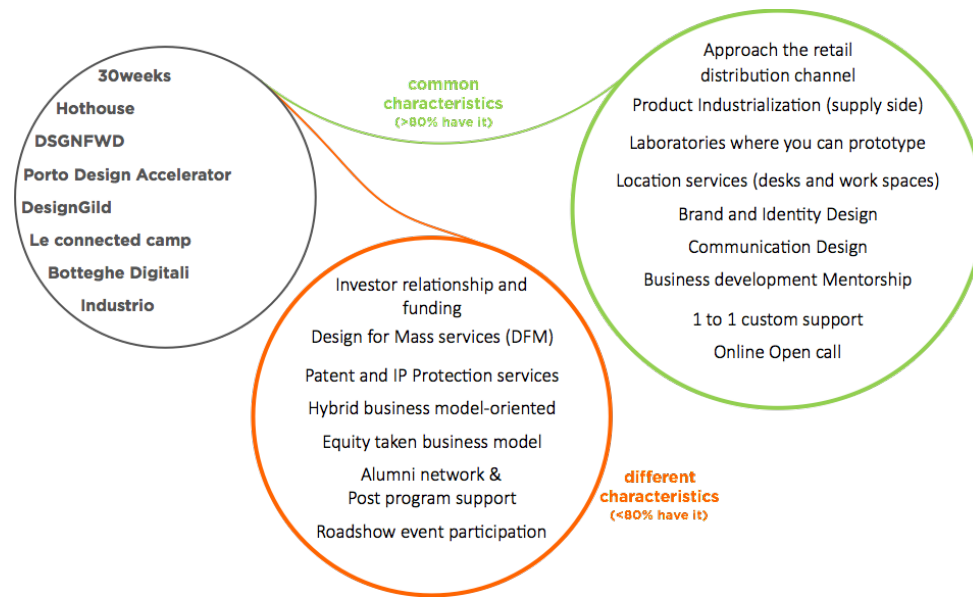 30weeks
Hothouse
DSGNFWD
Porto Design Accelerator
DesignGild
Le connected camp
Botteghe Digitali
Industrio
common
characteristics
(>80% have it)
Approach the retail
distribution channel
Product Industrialization (supply side)
Laboratories where you can prototype
Location services (desks and work spaces)
Brand and Identity Design
Communication Design
Business development Mentorship
1 to 1 custom support
Online Open call
Investor relationship and
funding
Design for Mass services (DFM)
Patent and IP Protection services
Hybrid business model-oriented
Equity taken business model
Alumni network &
Post program support
Roadshow event participation
different
characteristics
(<80% have it)